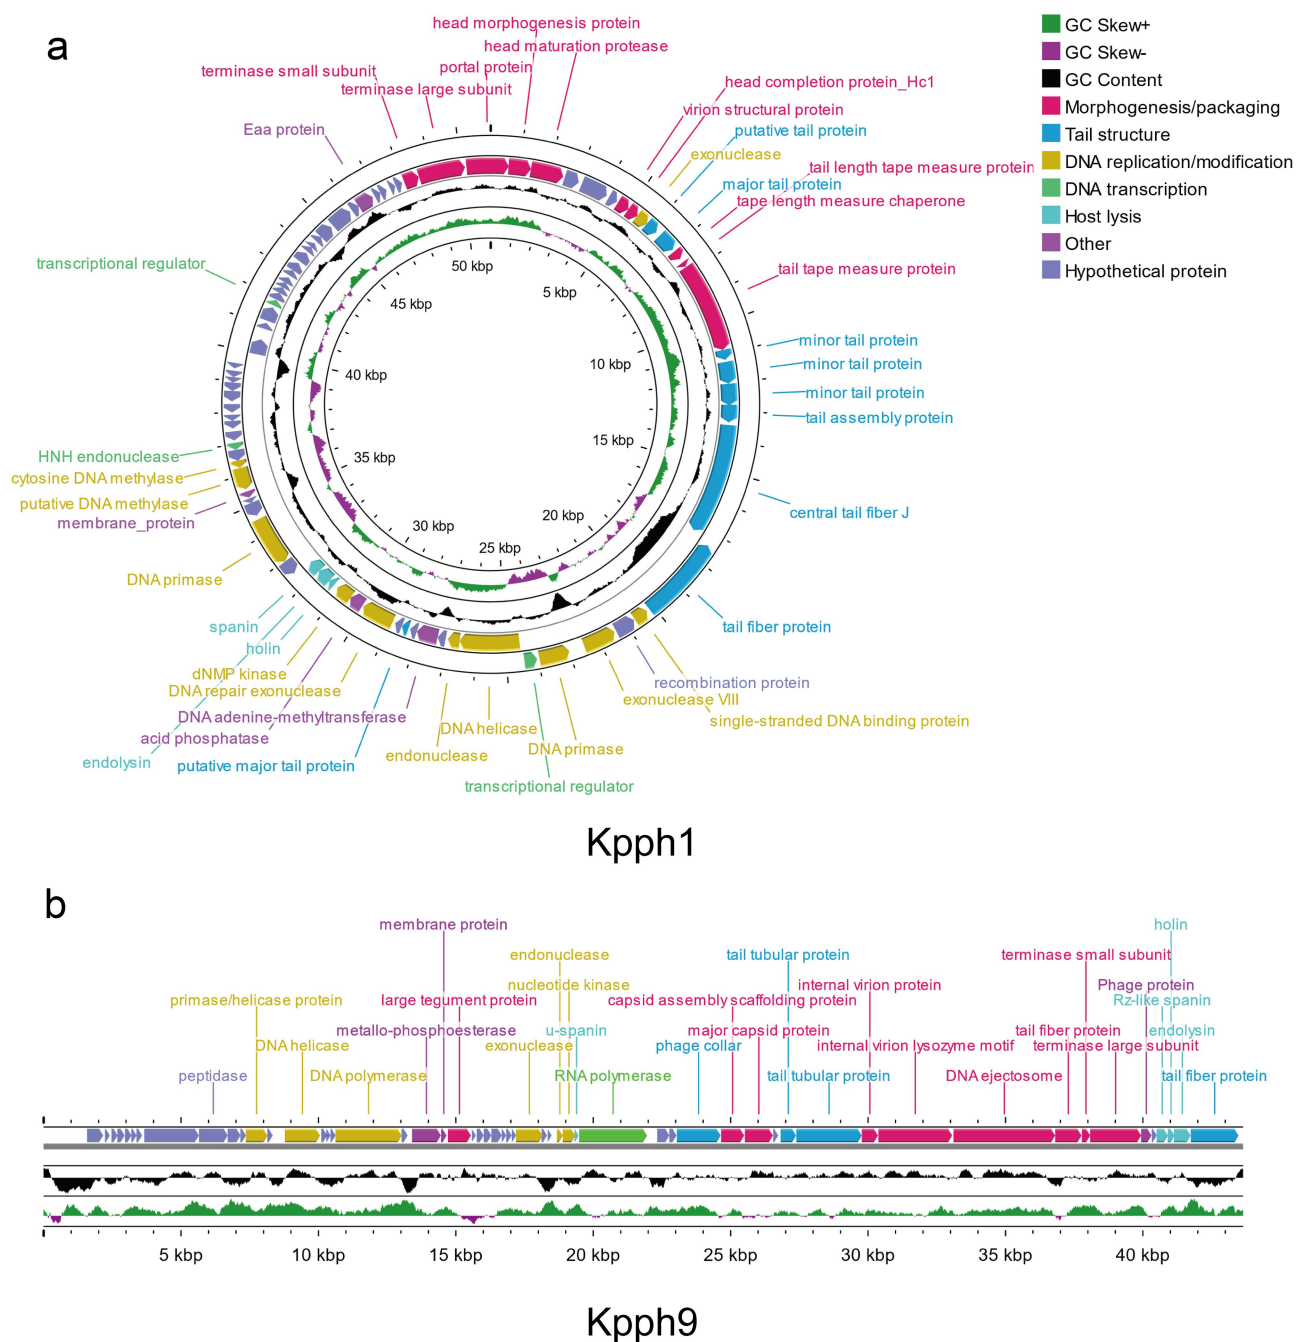 a
head morphogenesis protein
head maturation protease
portal protein
terminase small subunit
terminase large subunit
Eaa protein
head completion protein_Hc1
virion structural protein
putative tail protein
exonuclease
tail length tape measure protein
major tail protein
tape length measure chaperone
tail tape measure protein
transcriptional regulator
minor tail protein
minor tail protein
minor tail protein
tail assembly protein
central tail fiber J
HNH endonuclease
cytosine DNA methylase
putative DNA methylase
membrane_protein
DNA primase
spanin
holin
dNMP kinase
DNA repair exonuclease
DNA adenine-methyltransferase
acid phosphatase
endolysin
putative major tail protein
endonuclease
DNA helicase
DNA primase
transcriptional regulator
tail fiber protein
recombination protein
exonuclease VIII
single-stranded DNA binding protein
50 kbp
5 kbp
45 kbp
10 kbp
40 kbp
15 kbp
35 kbp
20 kbp
30 kbp
25 kbp
GC Skew+
GC Skew-
GC Content
Morphogenesis/packaging
Tail structure
DNA replication/modification
DNA transcription
Host lysis
Other
Hypothetical protein
Kpph1
b
membrane protein
holin
endonuclease
tail tubular protein
terminase small subunit
nucleotide kinase
internal virion protein
Phage protein
primase/helicase protein
large tegument protein
capsid assembly scaffolding protein
Rz-like spanin
metallo-phosphoesterase
u-spanin
major capsid protein
tail fiber protein
endolysin
DNA helicase
exonuclease
phage collar
internal virion lysozyme motif
terminase large subunit
peptidase
DNA polymerase
RNA polymerase
tail tubular protein
DNA ejectosome
tail fiber protein
5 kbp
10 kbp
15 kbp
20 kbp
25 kbp
30 kbp
35 kbp
40 kbp
Kpph9